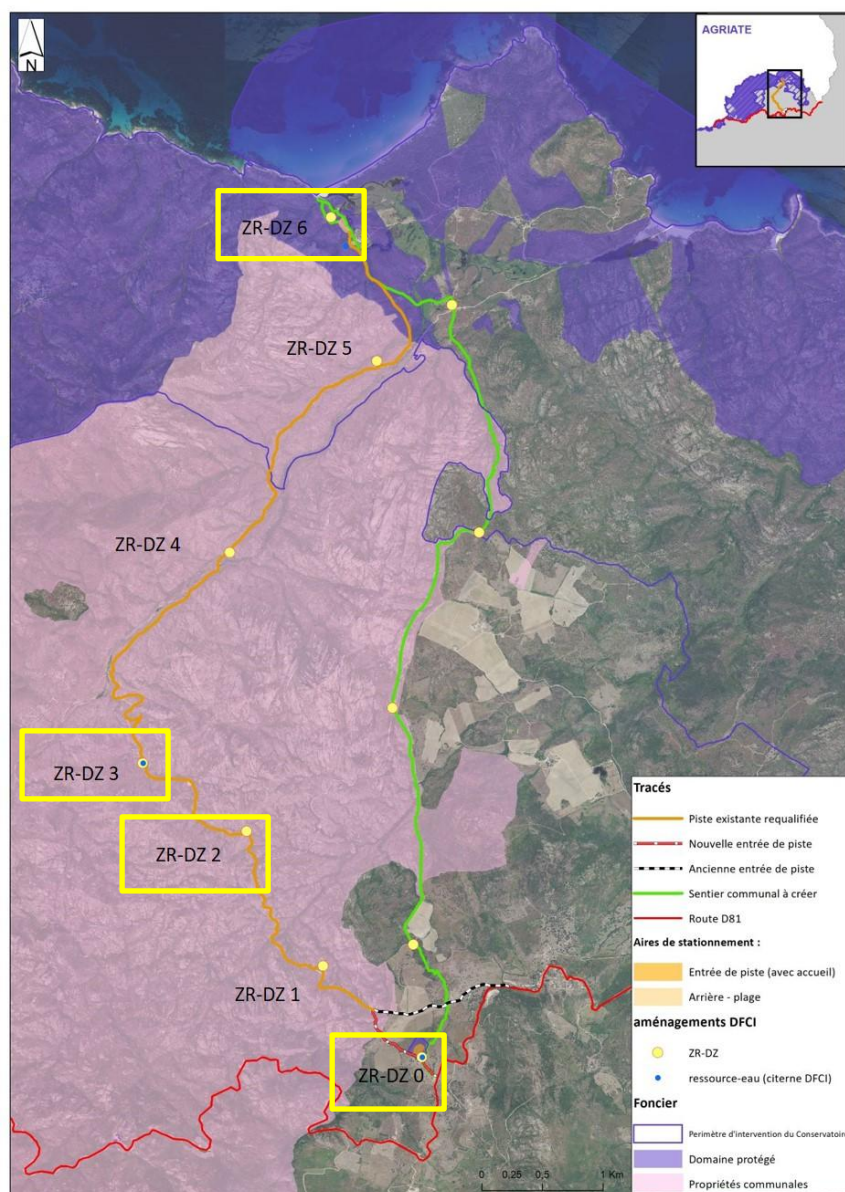 N
AGRIATE
ZR-DZ 6
ZR-DZ 5
ZR-DZ 4
ZR-DZ 3
ZR-DZ 2
ZR-DZ 1
ZR-DZ 0
Tracés
Piste existante requalifiée
Nouvelle entrée de piste
Ancienne entrée de piste
Sentier communal à créer
Route D81
Aires de stationnement :
Entrée de piste (avec accueil)
Arrière - plage
aménagements DFCI
ZR-DZ
ressource-eau (citerne DFCI)
Foncier
Perimètre d'intervention du Conservatoire
Domaine protégé
Propriétés communales
0 0,25 0,5 1 Km